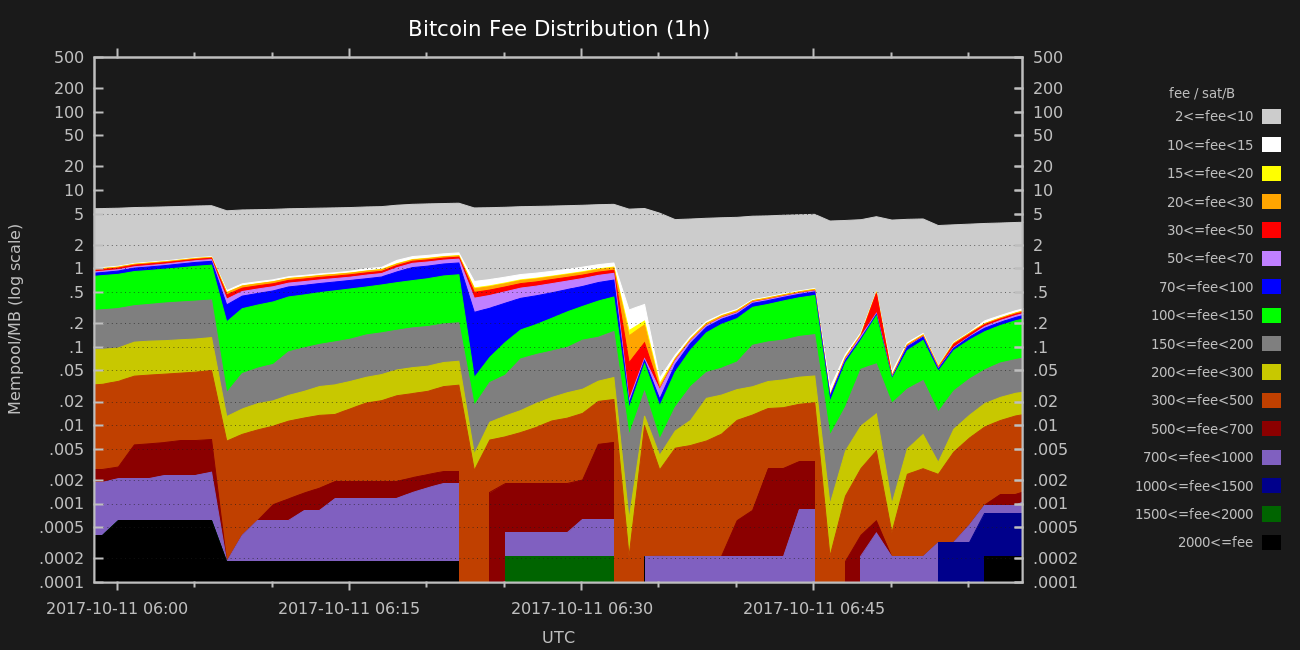 Bitcoin Fee Distribution (1h)
Mempool/MB (log scale)
500
200
100
50
20
10
5
2
1
.5
.2
.1
.05
.02
.01
.005
.002
.001
.0005
.0002
.0001
500
200
100
50
20
10
5
2
1
.5
.2
.1
.05
.02
.01
.005
.002
.001
.0005
.0002
.0001
2017-10-11 06:00 2017-10-11 06:15 2017-10-11 06:30 2017-10-11 06:45
UTC
fee / sat/B
2<=fee<10
10<=fee<15
15<=fee<20
20<=fee<30
30<=fee<50
50<=fee<70
70<=fee<100
100<=fee<150
150<=fee<200
200<=fee<300
300<=fee<500
500<=fee<700
700<=fee<1000
1000<=fee<1500
1500<=fee<2000
2000<=fee